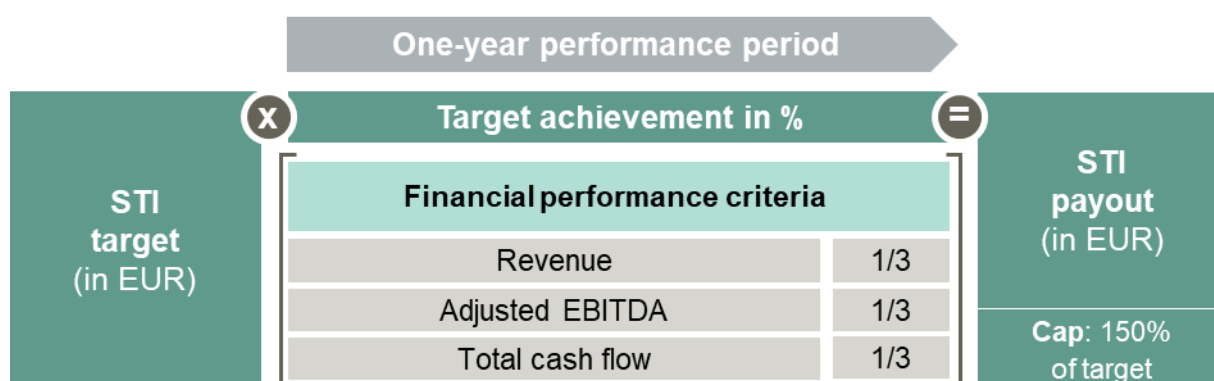 One-year performance period
x
Target achievement in %
=
STI
target
(in EUR)
Financial performance criteria
Revenue 1/3
Adjusted EBITDA 1/3
Total cash flow 1/3
STI
payout
(in EUR)
Cap: 150%
of target